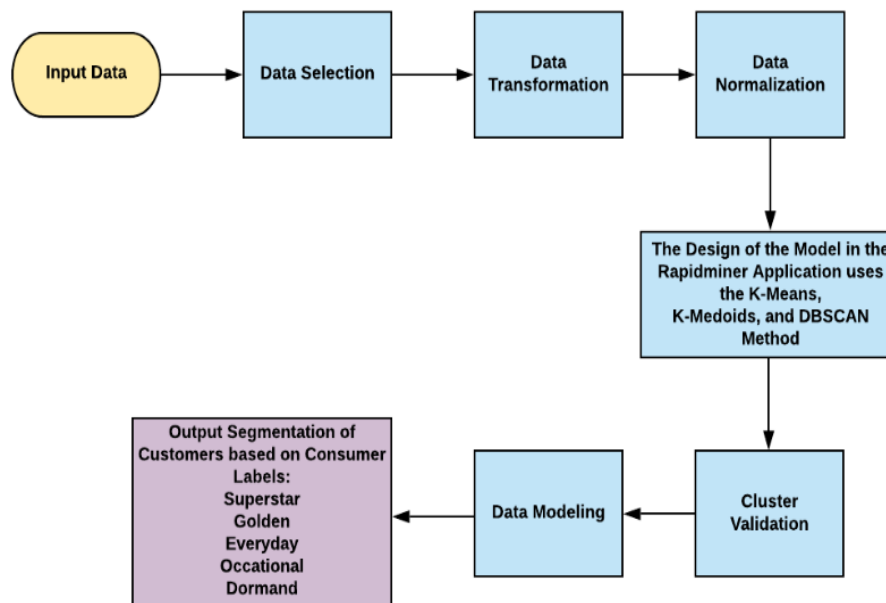 Input Data
Data Selection
Data
Transformation
Data
Normalization
The Design of the Model in the
Rapidminer Application uses
the K-Means,
K-Medoids, and DBSCAN
Method
Cluster
Validation
Data Modeling
Output Segmentation of
Customers based on Consumer
Labels:
Superstar
Golden
Everyday
Occational
Dormand